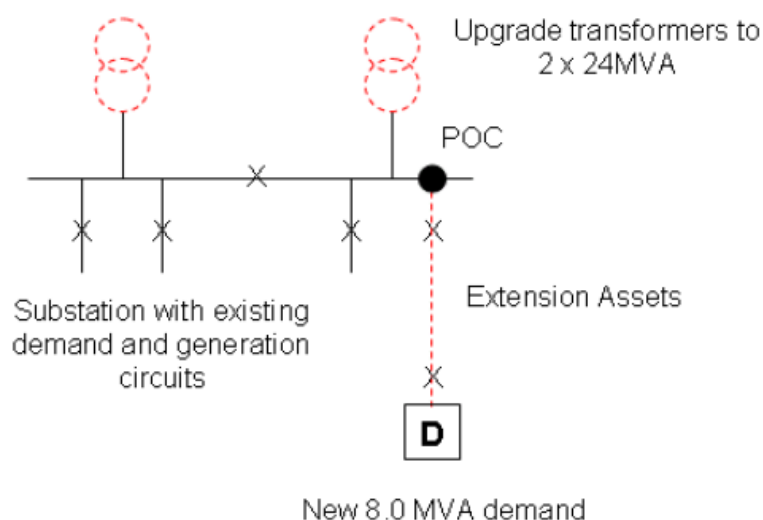 Upgrade transformers to
2 x 24MVA
POC
Substation with existing
demand and generation
circuits
Extension Assets
D
New 8.0 MVA demand